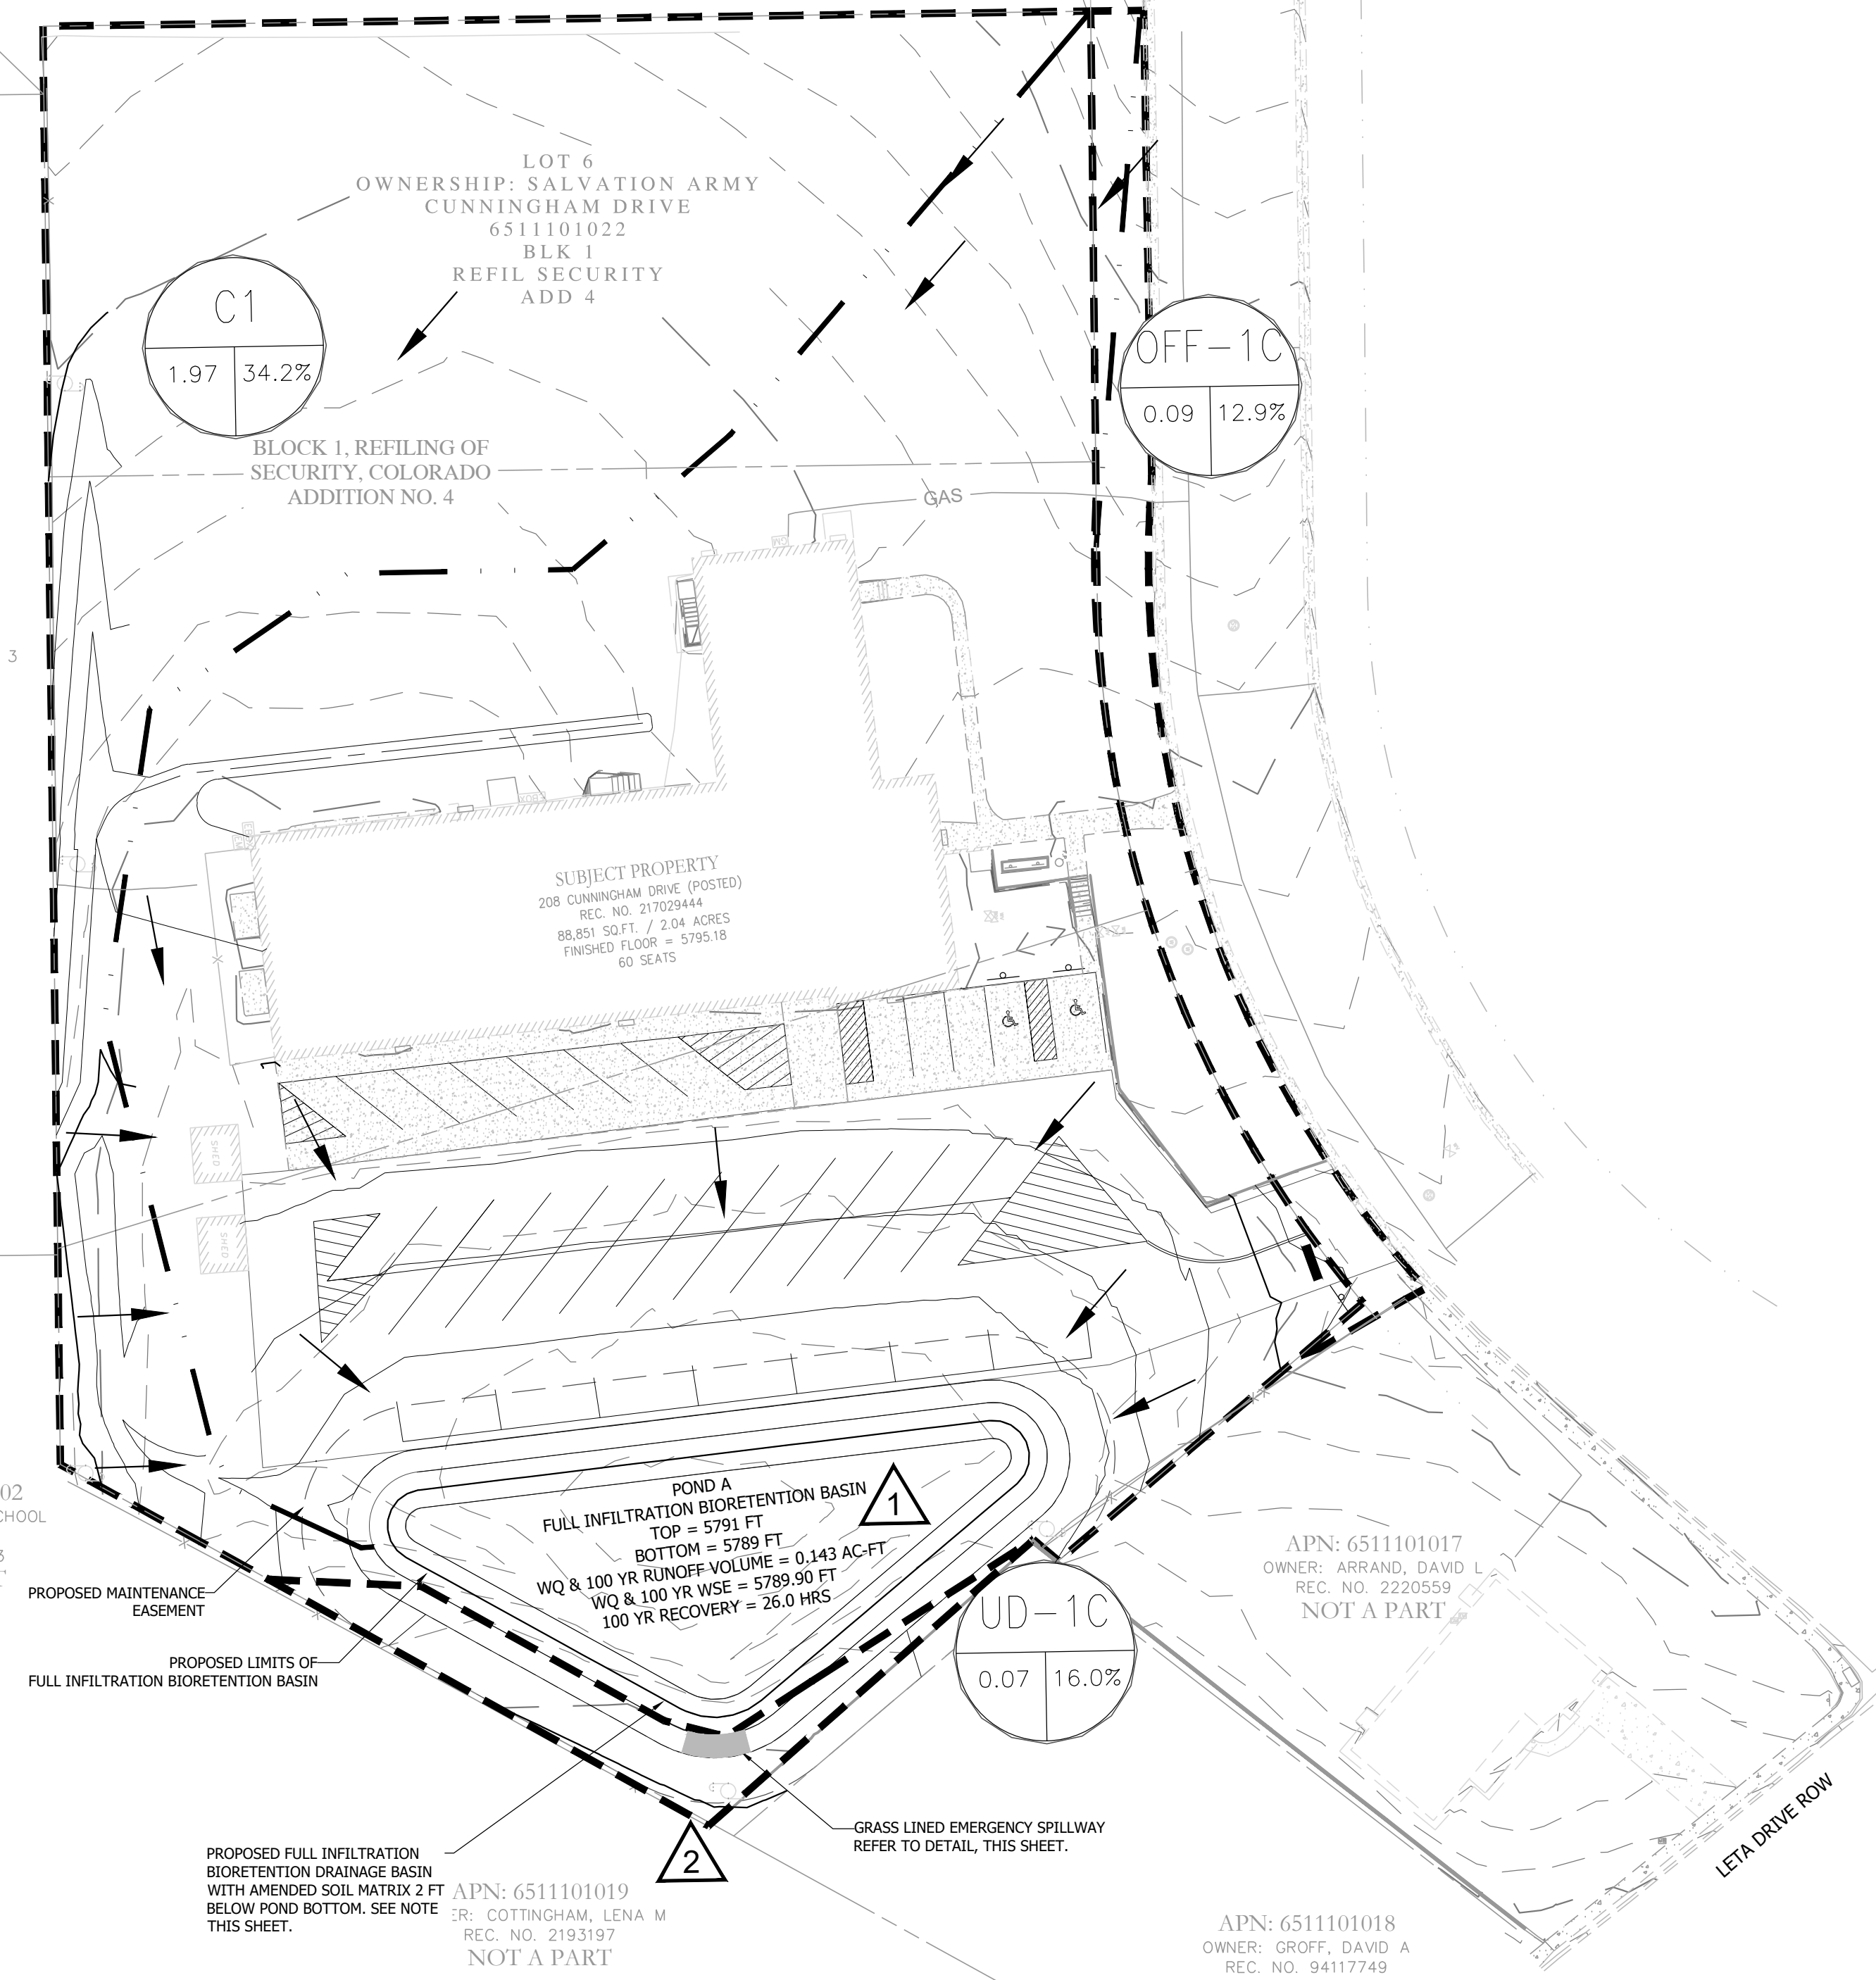 LOT 6
OWNERSHIP: SALVATION ARMY
CUNNINGHAM DRIVE
6511101022
BLK 1
REFIL SECURITY
ADD 4
C1
1.97 34.2%
OFF-1C
0.09 12.9%
BLOCK 1, REFILING OF
SECURITY, COLORADO
ADDITION NO. 4
GAS
GM
3
SUBJECT PROPERTY
208 CUNNINGHAM DRIVE (POSTED)
REC. NO. 217029444
88,851 SQ.FT. / 2.04 ACRES
FINISHED FLOOR = 5795.18
60 SEATS
SHED
SHED
02
CHOOL
3
POND A
FULL INFILTRATION BIORETENTION BASIN
TOP = 5791 FT
BOTTOM = 5789 FT
WQ & 100 YR RUNOFF VOLUME = 0.143 AC-FT
WQ & 100 YR WSE = 5789.90 FT
100 YR RECOVERY = 26.0 HRS
1
PROPOSED MAINTENANCE
EASEMENT
PROPOSED LIMITS OF
FULL INFILTRATION BIORETENTION BASIN
UD-1C
0.07 16.0%
APN: 6511101017
OWNER: ARRAND, DAVID L
REC. NO. 2220559
NOT A PART
LETA DRIVE ROW
GRASS LINED EMERGENCY SPILLWAY
REFER TO DETAIL, THIS SHEET.
2
PROPOSED FULL INFILTRATION
BIORETENTION DRAINAGE BASIN
WITH AMENDED SOIL MATRIX 2 FT
BELOW POND BOTTOM. SEE NOTE
THIS SHEET.
APN: 6511101019
ER: COTTINGHAM, LENA M
REC. NO. 2193197
NOT A PART
APN: 6511101018
OWNER: GROFF, DAVID A
REC. NO. 94117749